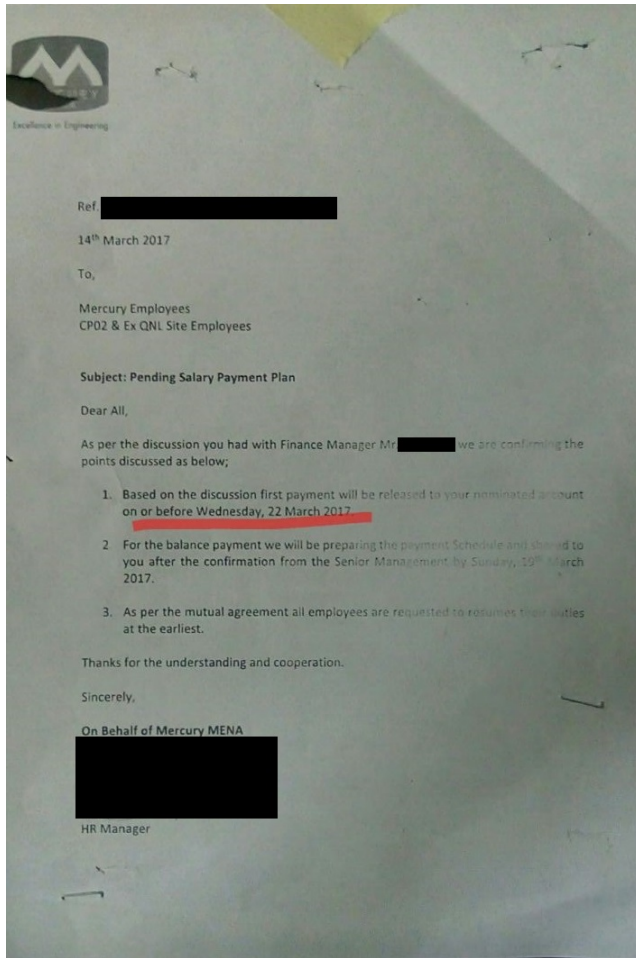 Excellence in Engineering
Ref.
14th March 2017
To,
Mercury Employees
CP02 & Ex QNL Site Employees
Subject: Pending Salary Payment Plan
Dear All,
As per the discussion you had with Finance Manager Mr. we are confirming the
points discussed as below;
1. Based on the discussion first payment will be released to your nominated account
on or before Wednesday, 22 March 2017.
2 For the balance payment we will be preparing the payment Schedule and shared to
you after the confirmation from the Senior Management by Sunday, 19th March
2017.
3. As per the mutual agreement all employees are requested to resumes their duties
at the earliest.
Thanks for the understanding and cooperation.
Sincerely,
On Behalf of Mercury MENA
HR Manager